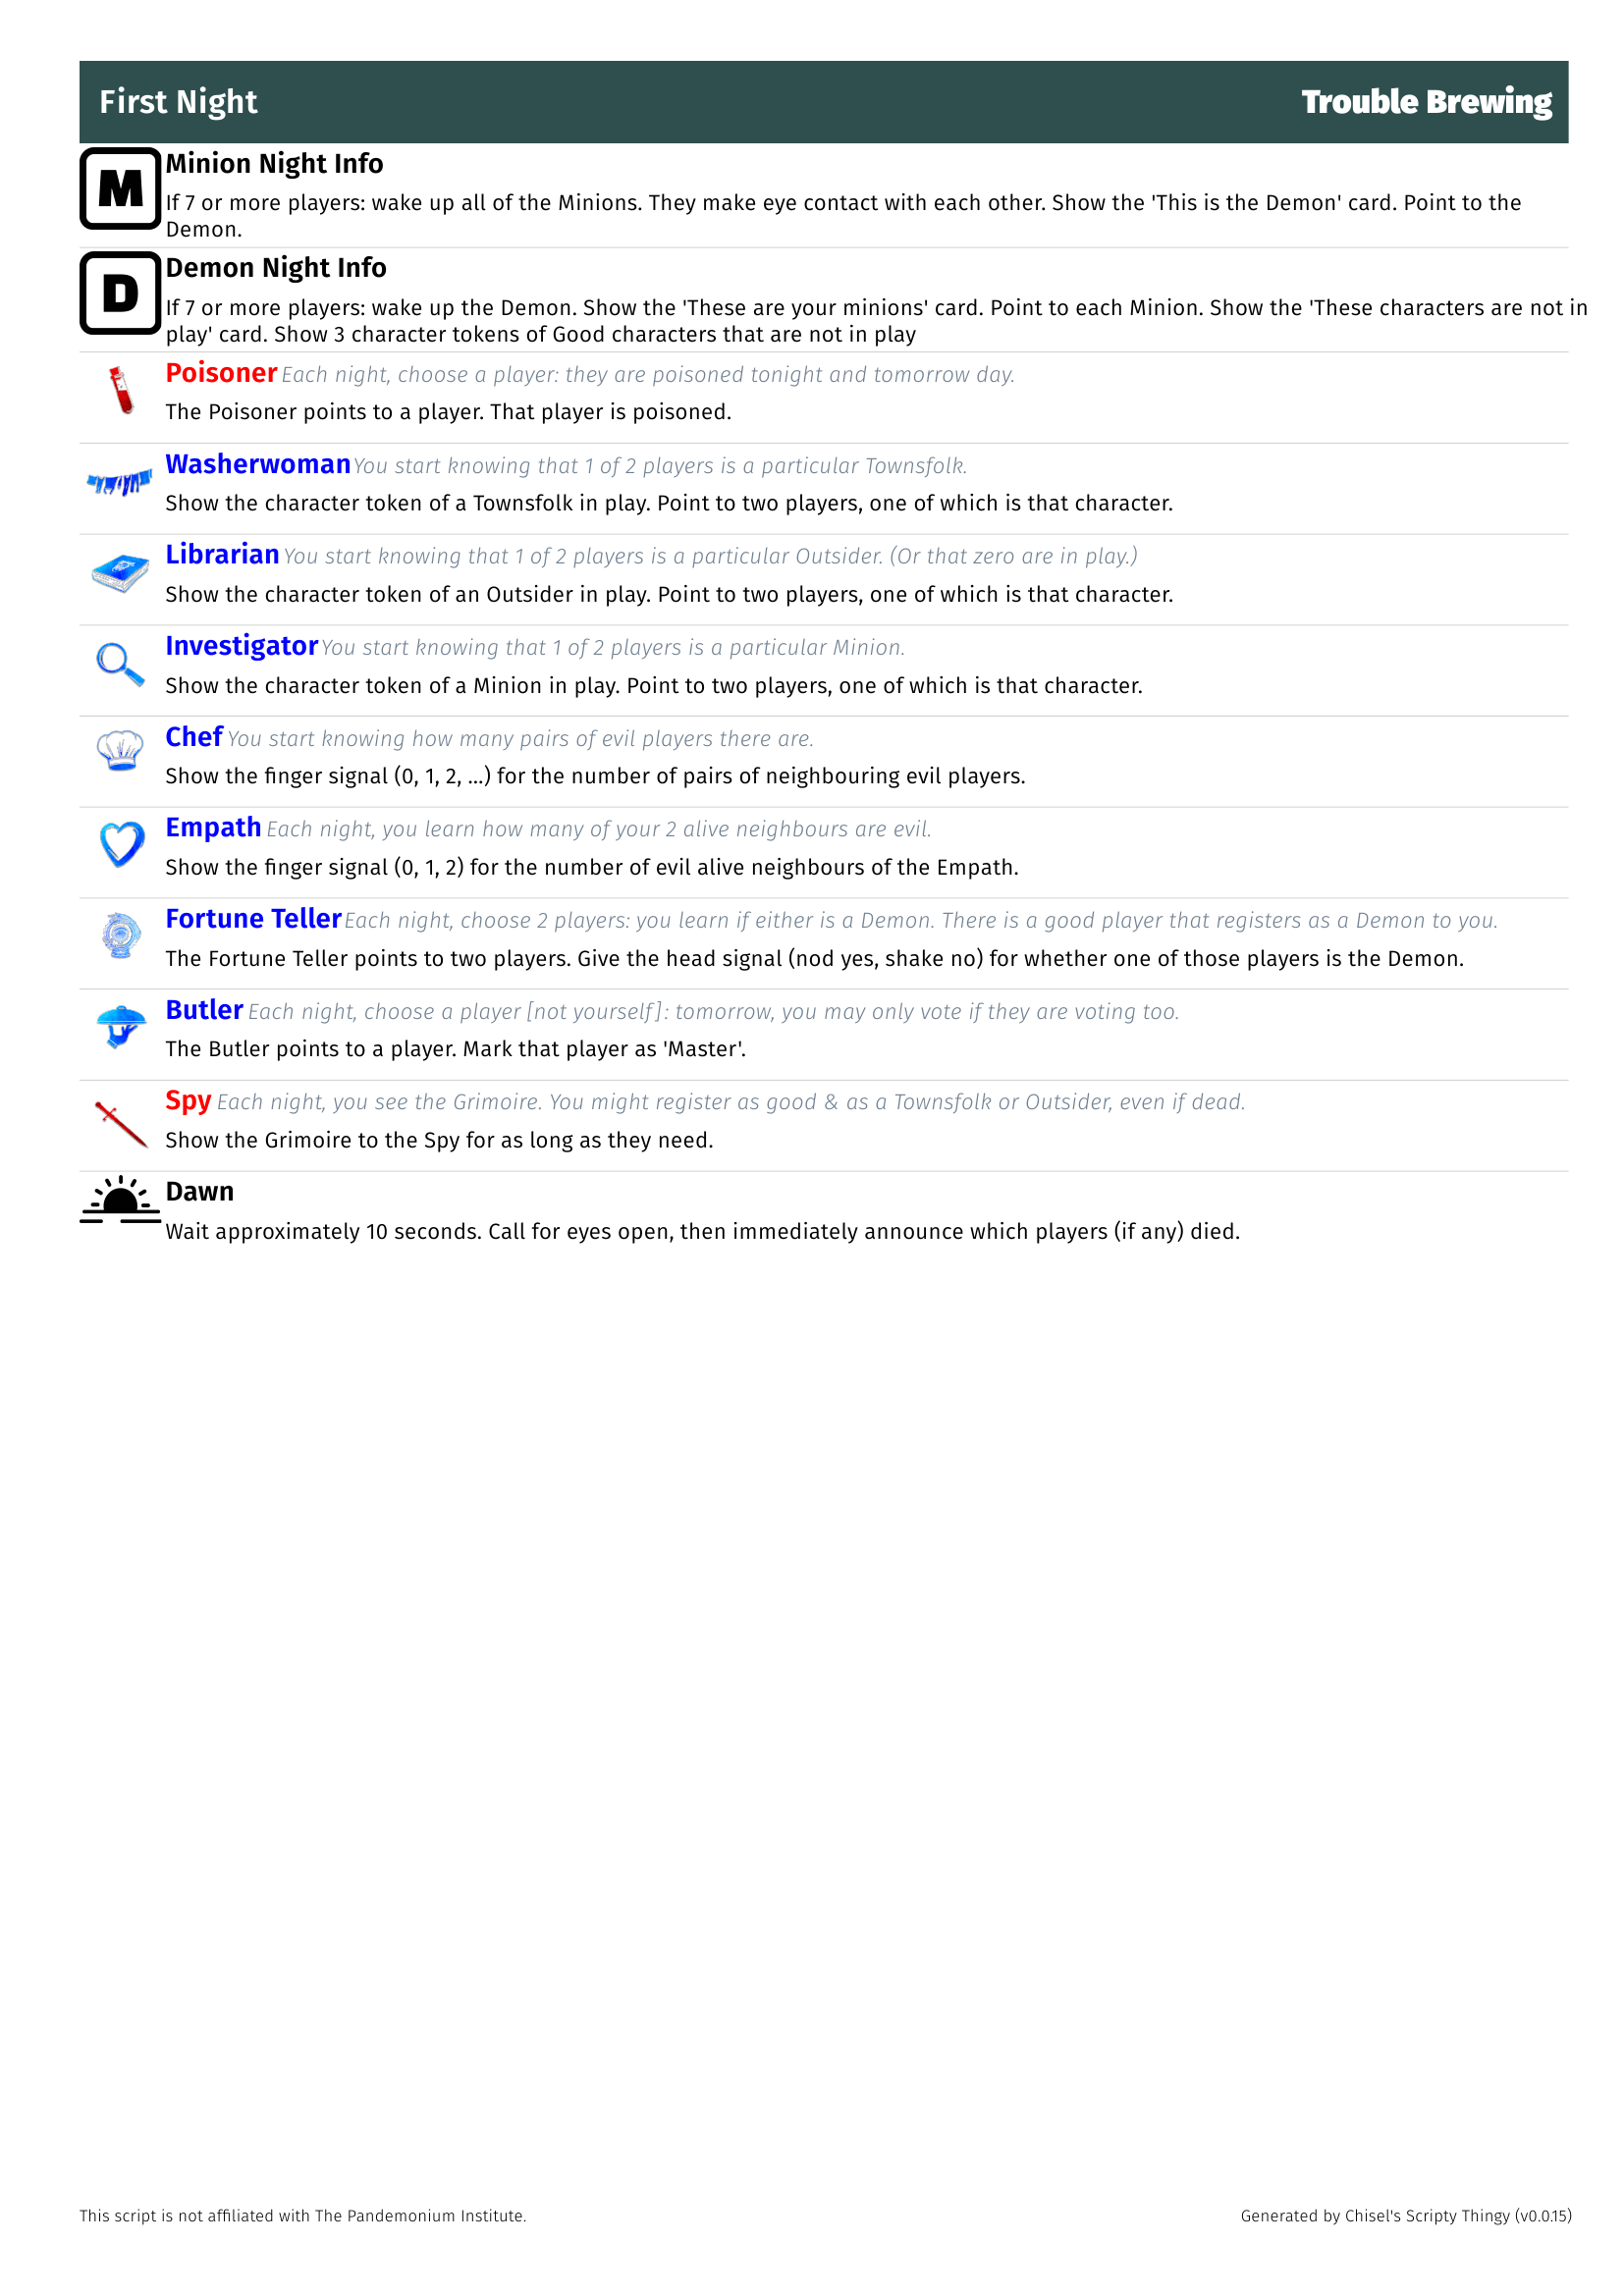 First Night
Trouble Brewing
M
Minion Night Info
If 7 or more players: wake up all of the Minions. They make eye contact with each other. Show the 'This is the Demon' card. Point to the
Demon.
D
Demon Night Info
If 7 or more players: wake up the Demon. Show the 'These are your minions' card. Point to each Minion. Show the 'These characters are not in
play' card. Show 3 character tokens of Good characters that are not in play
Poisoner Each night, choose a player: they are poisoned tonight and tomorrow day.
The Poisoner points to a player. That player is poisoned.
Washerwoman You start knowing that 1 of 2 players is a particular Townsfolk.
Show the character token of a Townsfolk in play. Point to two players, one of which is that character.
Librarian You start knowing that 1 of 2 players is a particular Outsider. (Or that zero are in play.)
Show the character token of an Outsider in play. Point to two players, one of which is that character.
Investigator You start knowing that 1 of 2 players is a particular Minion.
Show the character token of a Minion in play. Point to two players, one of which is that character.
Chef You start knowing how many pairs of evil players there are.
Show the finger signal (0, 1, 2, ...) for the number of pairs of neighbouring evil players.
Empath Each night, you learn how many of your 2 alive neighbours are evil.
Show the finger signal (0, 1, 2) for the number of evil alive neighbours of the Empath.
Fortune Teller Each night, choose 2 players: you learn if either is a Demon. There is a good player that registers as a Demon to you.
The Fortune Teller points to two players. Give the head signal (nod yes, shake no) for whether one of those players is the Demon.
Butler Each night, choose a player [not yourself]: tomorrow, you may only vote if they are voting too.
The Butler points to a player. Mark that player as 'Master'.
Spy Each night, you see the Grimoire. You might register as good & as a Townsfolk or Outsider, even if dead.
Show the Grimoire to the Spy for as long as they need.
Dawn
Wait approximately 10 seconds. Call for eyes open, then immediately announce which players (if any) died.
This script is not affiliated with The Pandemonium Institute.
Generated by Chisel's Scripty Thingy (v0.0.15)